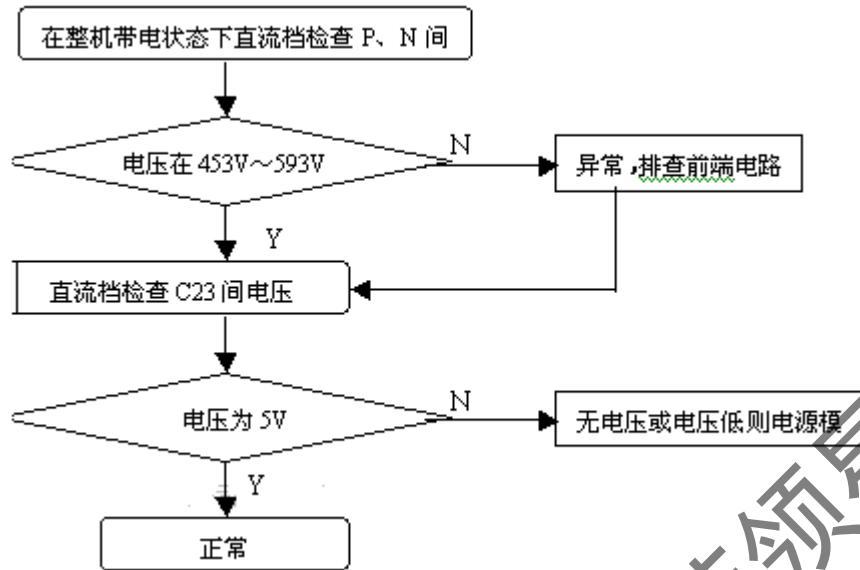 在整机带电状态下直流档检查 P、N 间
电压在 453V～593V
N
异常,排查前端电路
Y
直流档检查 C23 间电压
电压为 5V
N
无电压或电压低则电源模
Y
正常